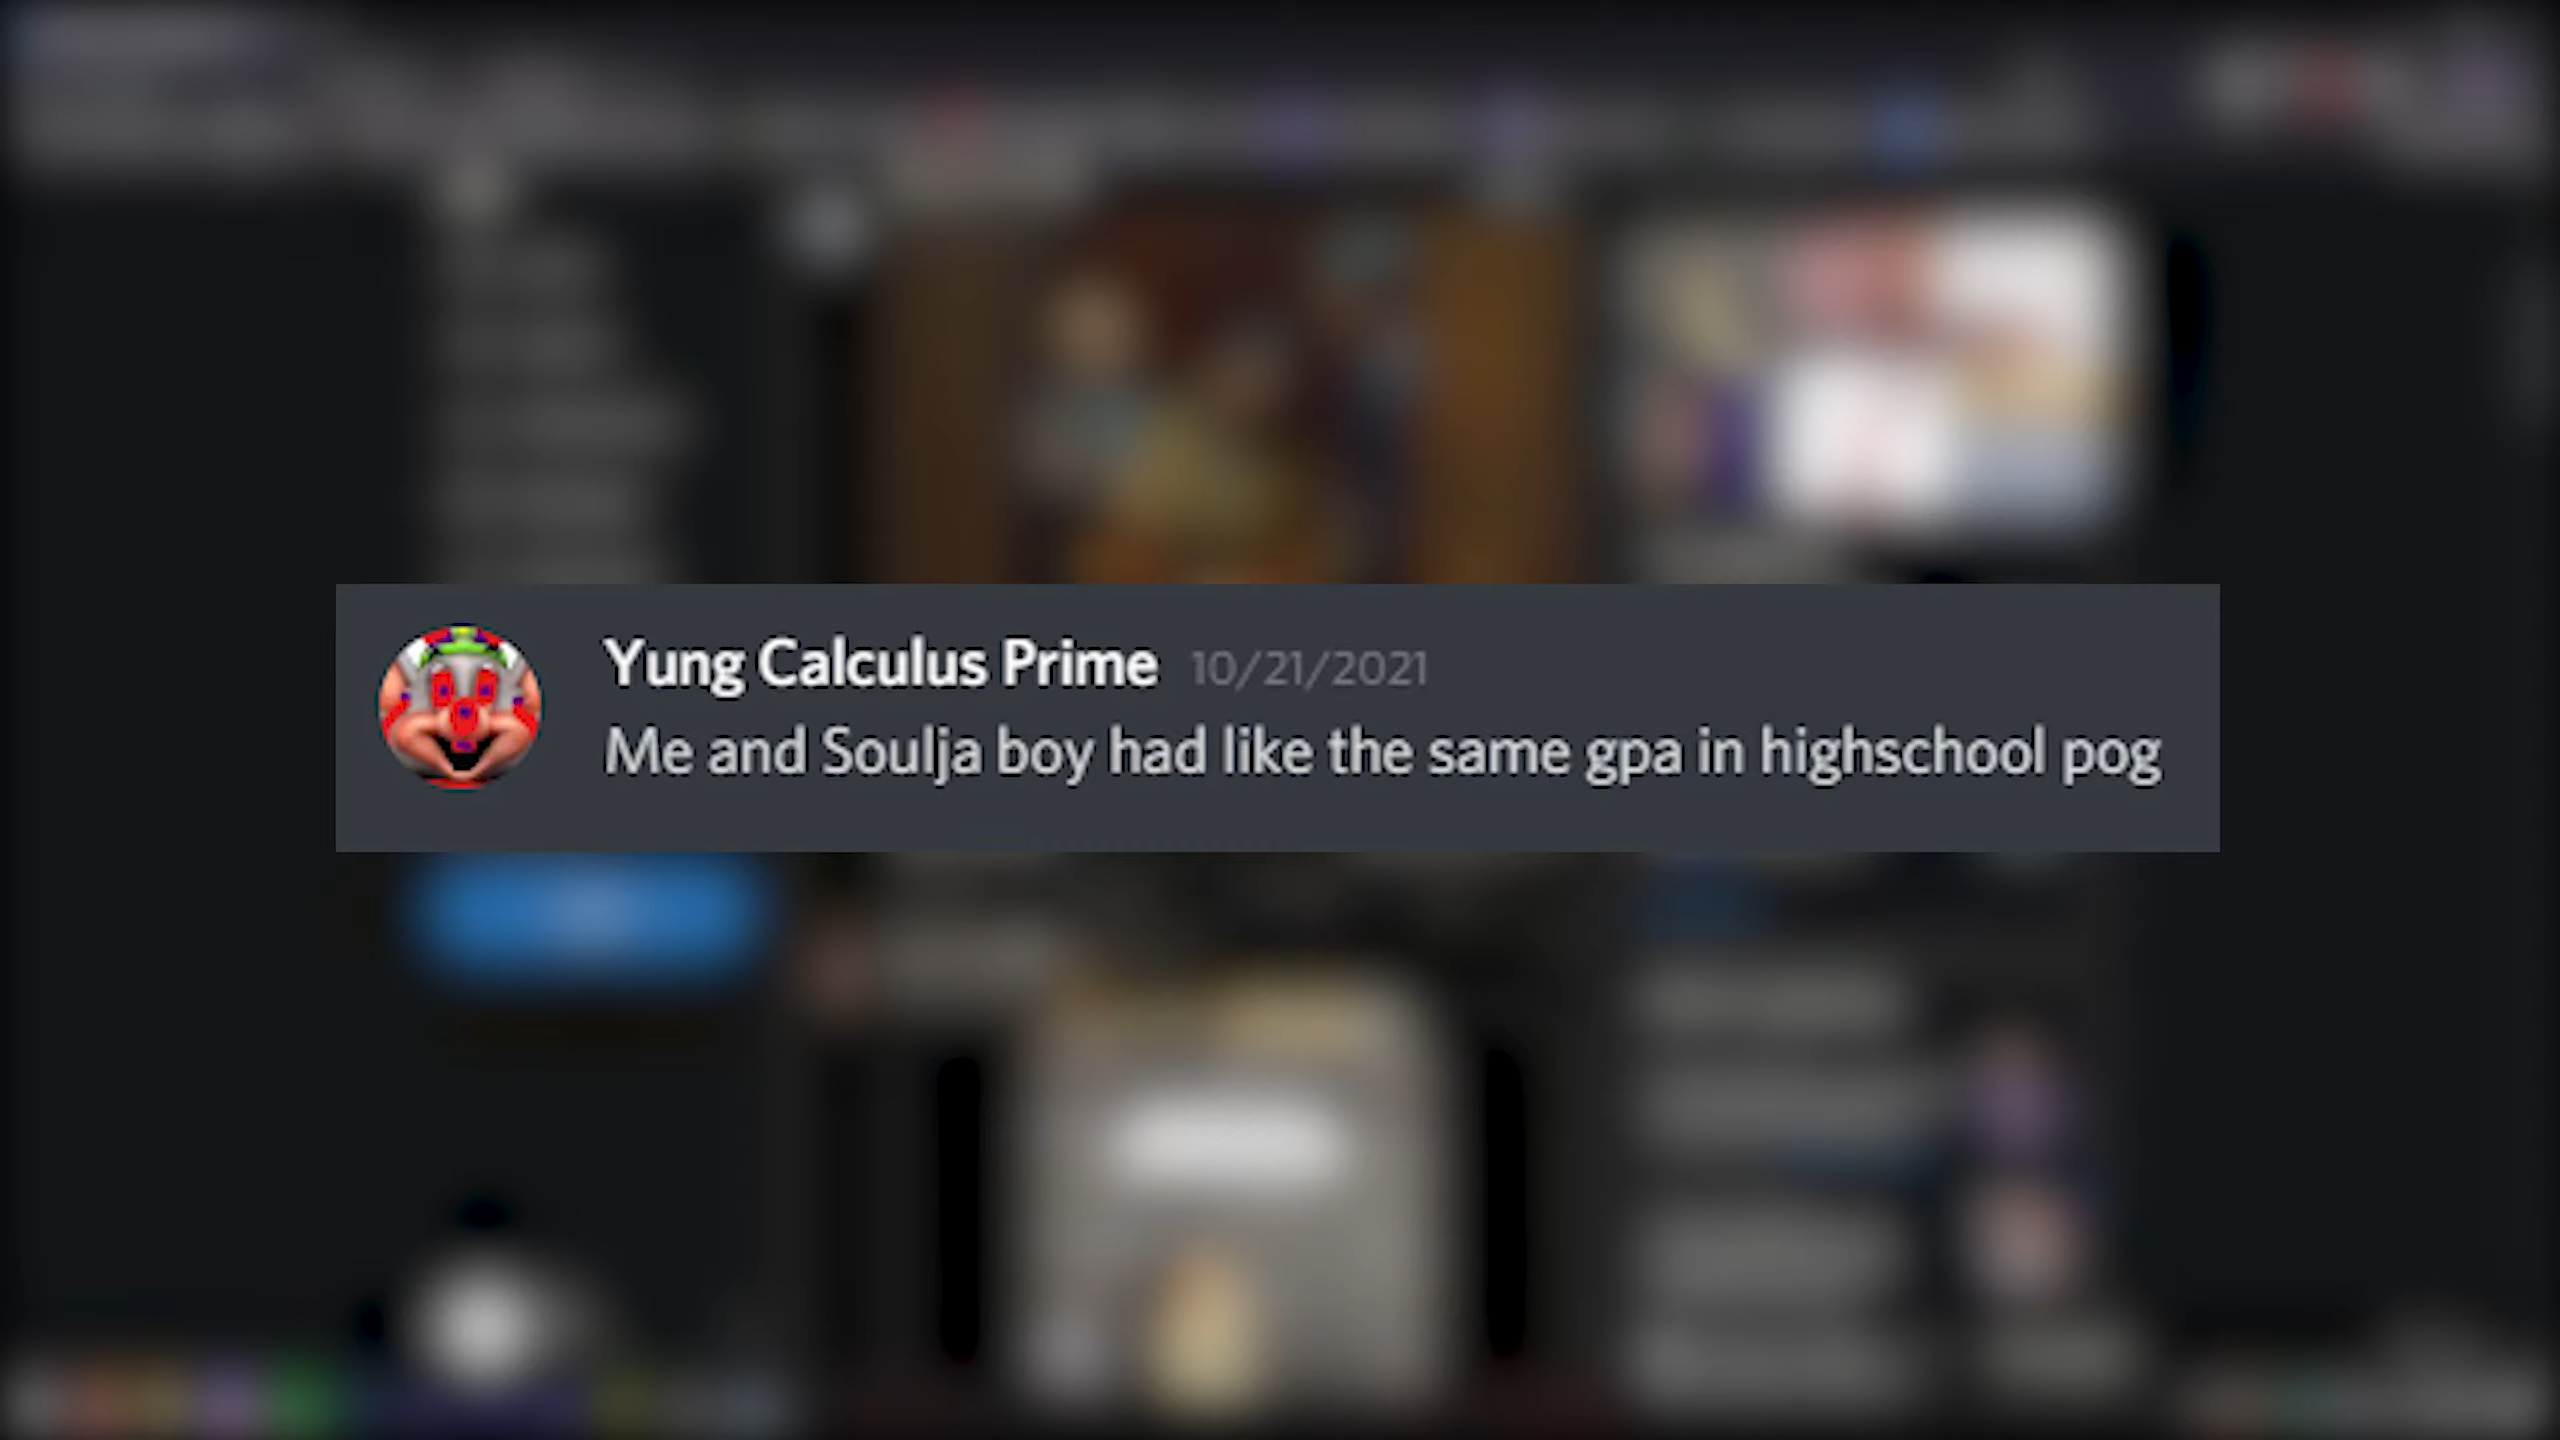 Yung Calculus Prime 10/21/2021
Me and Soulja boy had like the same gpa in highschool pog